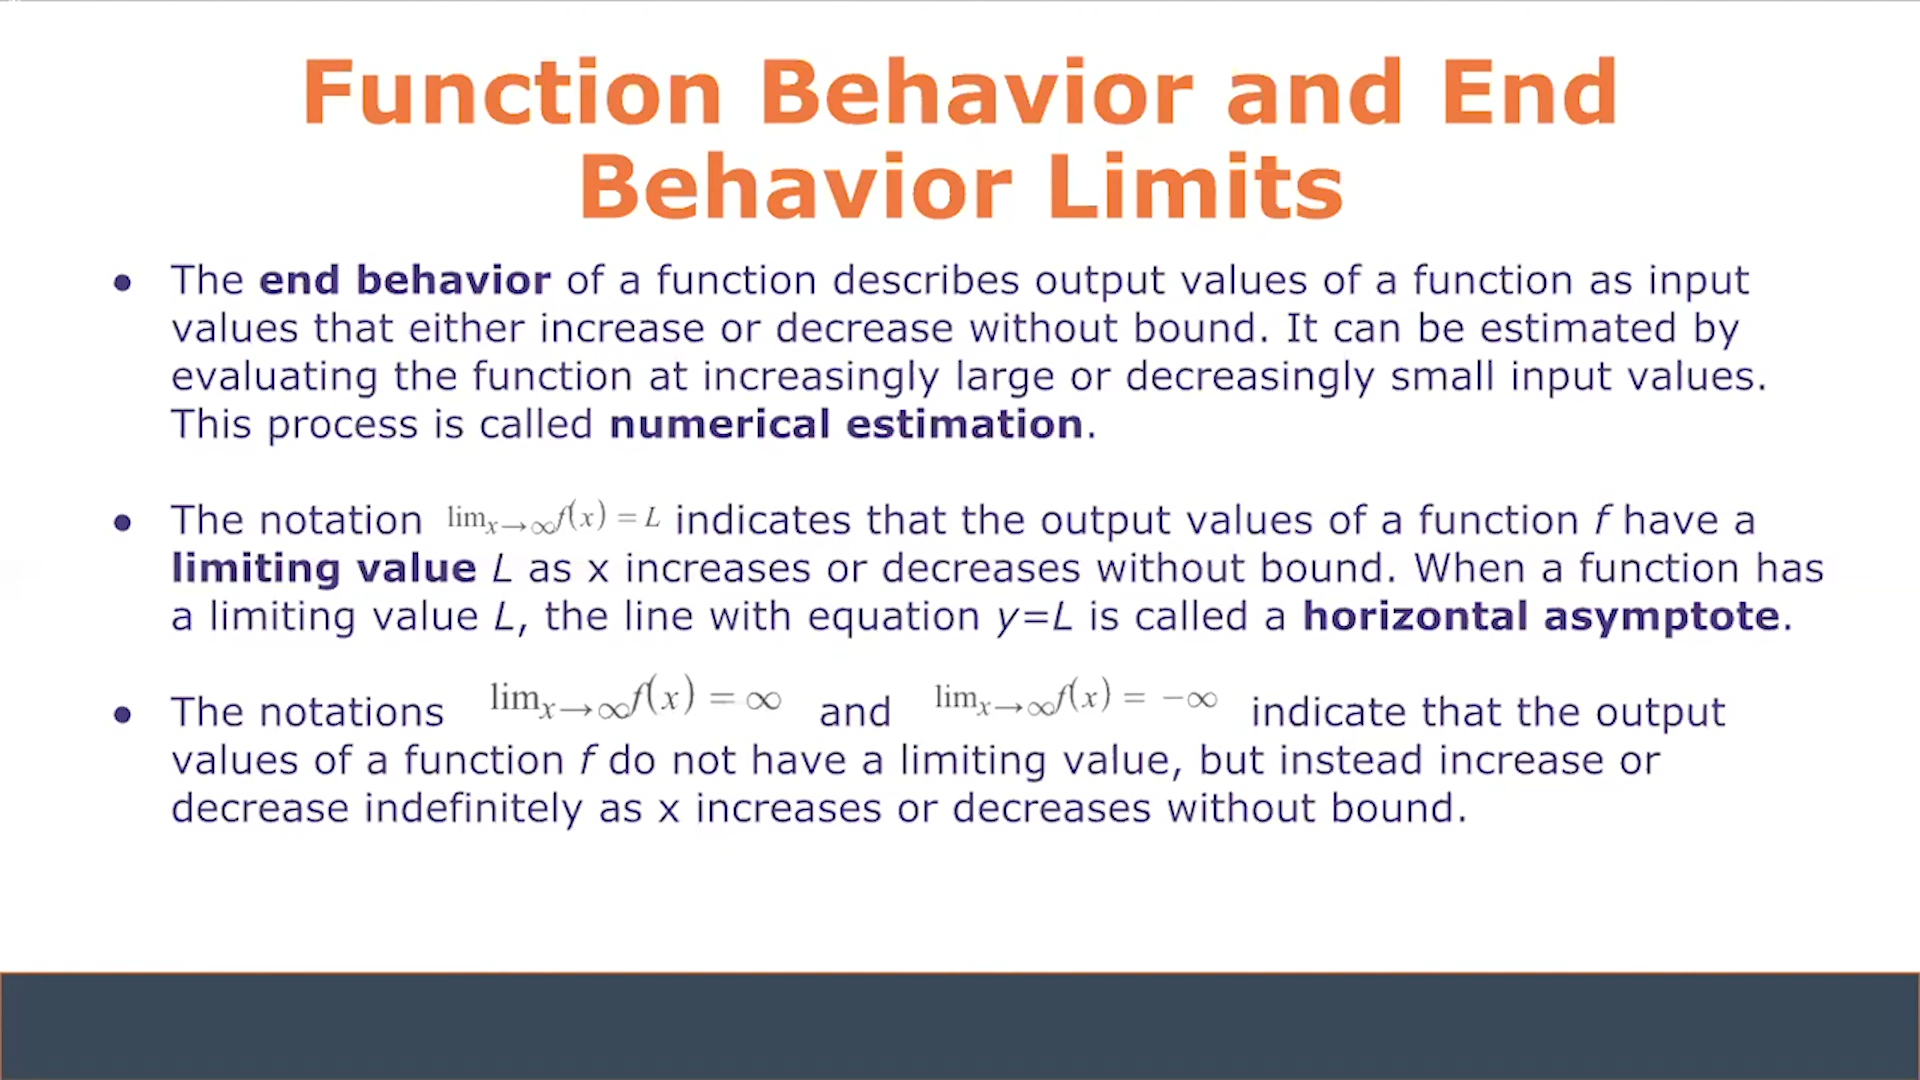 Function Behavior and End
Behavior Limits
● The end behavior of a function describes output values of a function as input
values that either increase or decrease without bound. It can be estimated by
evaluating the function at increasingly large or decreasingly small input values.
This process is called numerical estimation.
● The notation limₓ→∞f(x) = L indicates that the output values of a function f have a
limiting value L as x increases or decreases without bound. When a function has
a limiting value L, the line with equation y=L is called a horizontal asymptote.
● The notations limₓ→∞f(x) = ∞ and limₓ→∞f(x) = −∞ indicate that the output
values of a function f do not have a limiting value, but instead increase or
decrease indefinitely as x increases or decreases without bound.